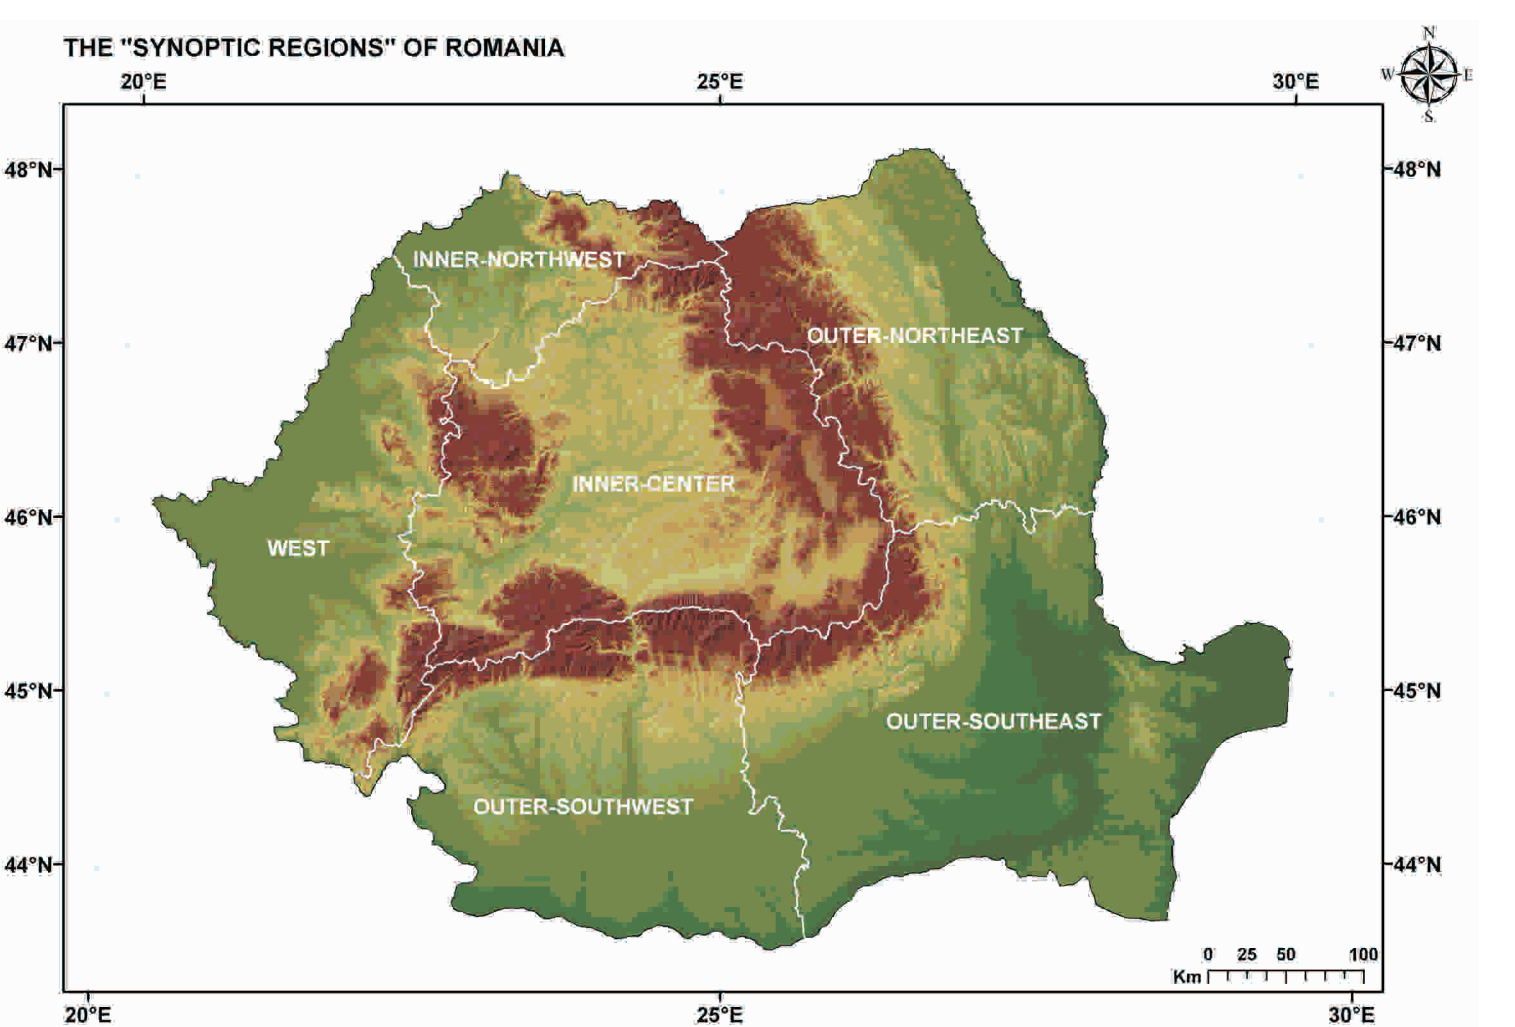 THE "SYNOPTIC REGIONS" OF ROMANIA
N
W E
S
20°E 25°E 30°E
48°N 48°N
INNER-NORTHWEST
OUTER-NORTHEAST
47°N 47°N
INNER-CENTER
46°N 46°N
WEST
45°N 45°N
OUTER-SOUTHEAST
OUTER-SOUTHWEST
44°N 44°N
0 25 50 100
Km
20°E 25°E 30°E